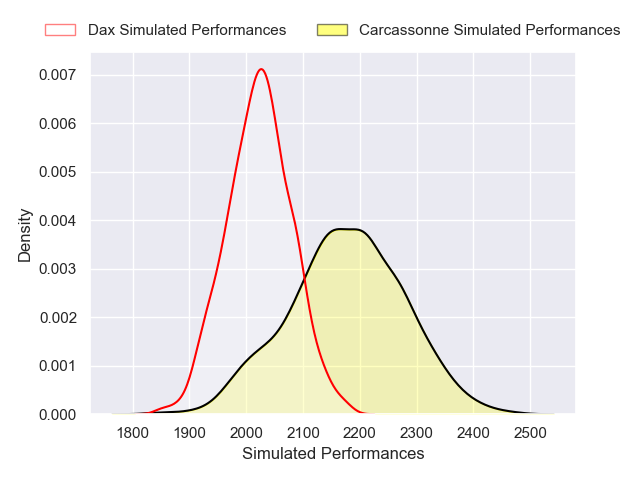 Dax Simulated Performances
Carcassonne Simulated Performances
0.007
0.006
0.005
0.004
0.003
0.002
0.001
0.000
Density
1800 1900 2000 2100 2200 2300 2400 2500
Simulated Performances